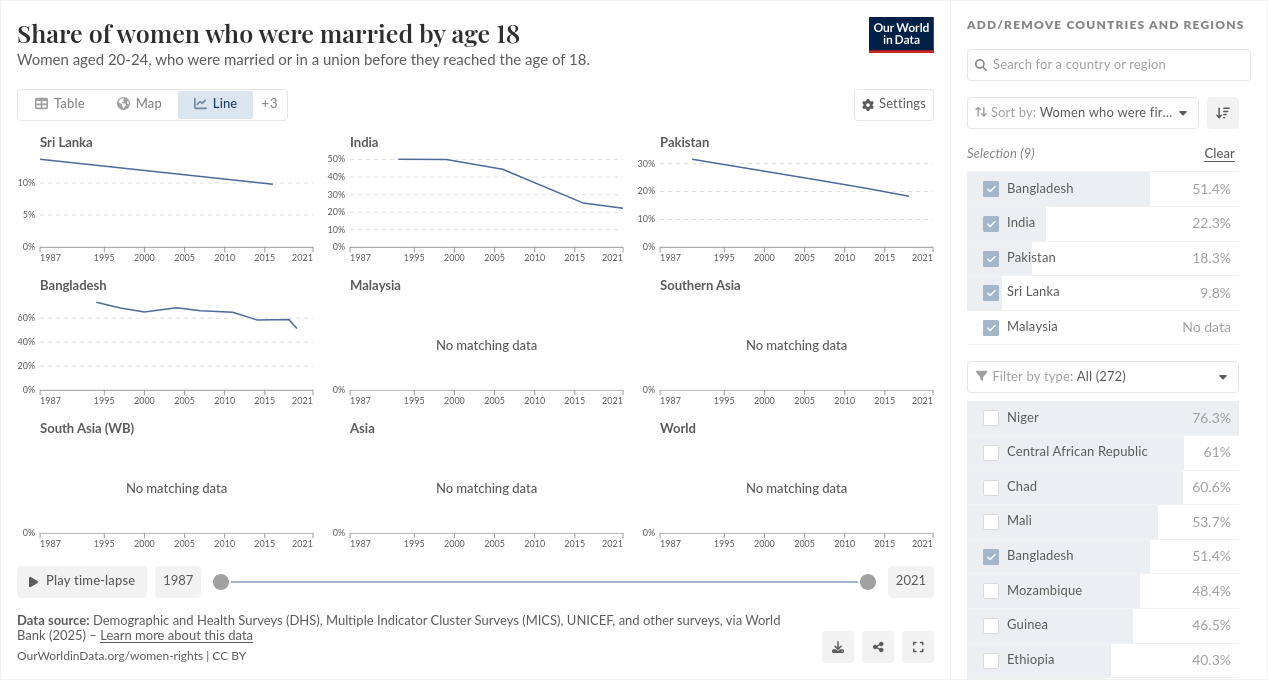 Share of women who were married by age 18
Women aged 20-24, who were married or in a union before they reached the age of 18.
Our World
in Data
Table
Map
Line
+3
Settings
Sri Lanka
10%
5%
0%
1987 1995 2000 2005 2010 2015 2021
India
50%
40%
30%
20%
10%
0%
1987 1995 2000 2005 2010 2015 2021
Pakistan
30%
20%
10%
0%
1987 1995 2000 2005 2010 2015 2021
Bangladesh
60%
40%
20%
0%
1987 1995 2000 2005 2010 2015 2021
Malaysia
No matching data
0%
1987 1995 2000 2005 2010 2015 2021
Southern Asia
No matching data
0%
1987 1995 2000 2005 2010 2015 2021
South Asia (WB)
No matching data
0%
1987 1995 2000 2005 2010 2015 2021
Asia
No matching data
0%
1987 1995 2000 2005 2010 2015 2021
World
No matching data
0%
1987 1995 2000 2005 2010 2015 2021
Play time-lapse
1987
2021
Data source: Demographic and Health Surveys (DHS), Multiple Indicator Cluster Surveys (MICS), UNICEF, and other surveys, via World
Bank (2025) – Learn more about this data
OurWorldinData.org/women-rights | CC BY
ADD/REMOVE COUNTRIES AND REGIONS
Search for a country or region
Sort by: Women who were fir...
Selection (9)
Clear
Bangladesh 51.4%
India 22.3%
Pakistan 18.3%
Sri Lanka 9.8%
Malaysia No data
Filter by type: All (272)
Niger 76.3%
Central African Republic 61%
Chad 60.6%
Mali 53.7%
Bangladesh 51.4%
Mozambique 48.4%
Guinea 46.5%
Ethiopia 40.3%